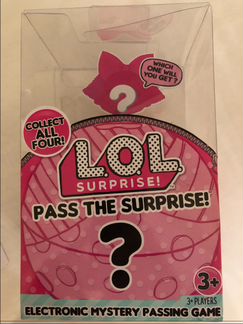 WHICH
ONE WILL
YOU GET?
?
COLLECT
ALL
FOUR!
L.O.L.
SURPRISE!™
PASS THE SURPRISE!
?
3+
3+ PLAYERS
ELECTRONIC MYSTERY PASSING GAME